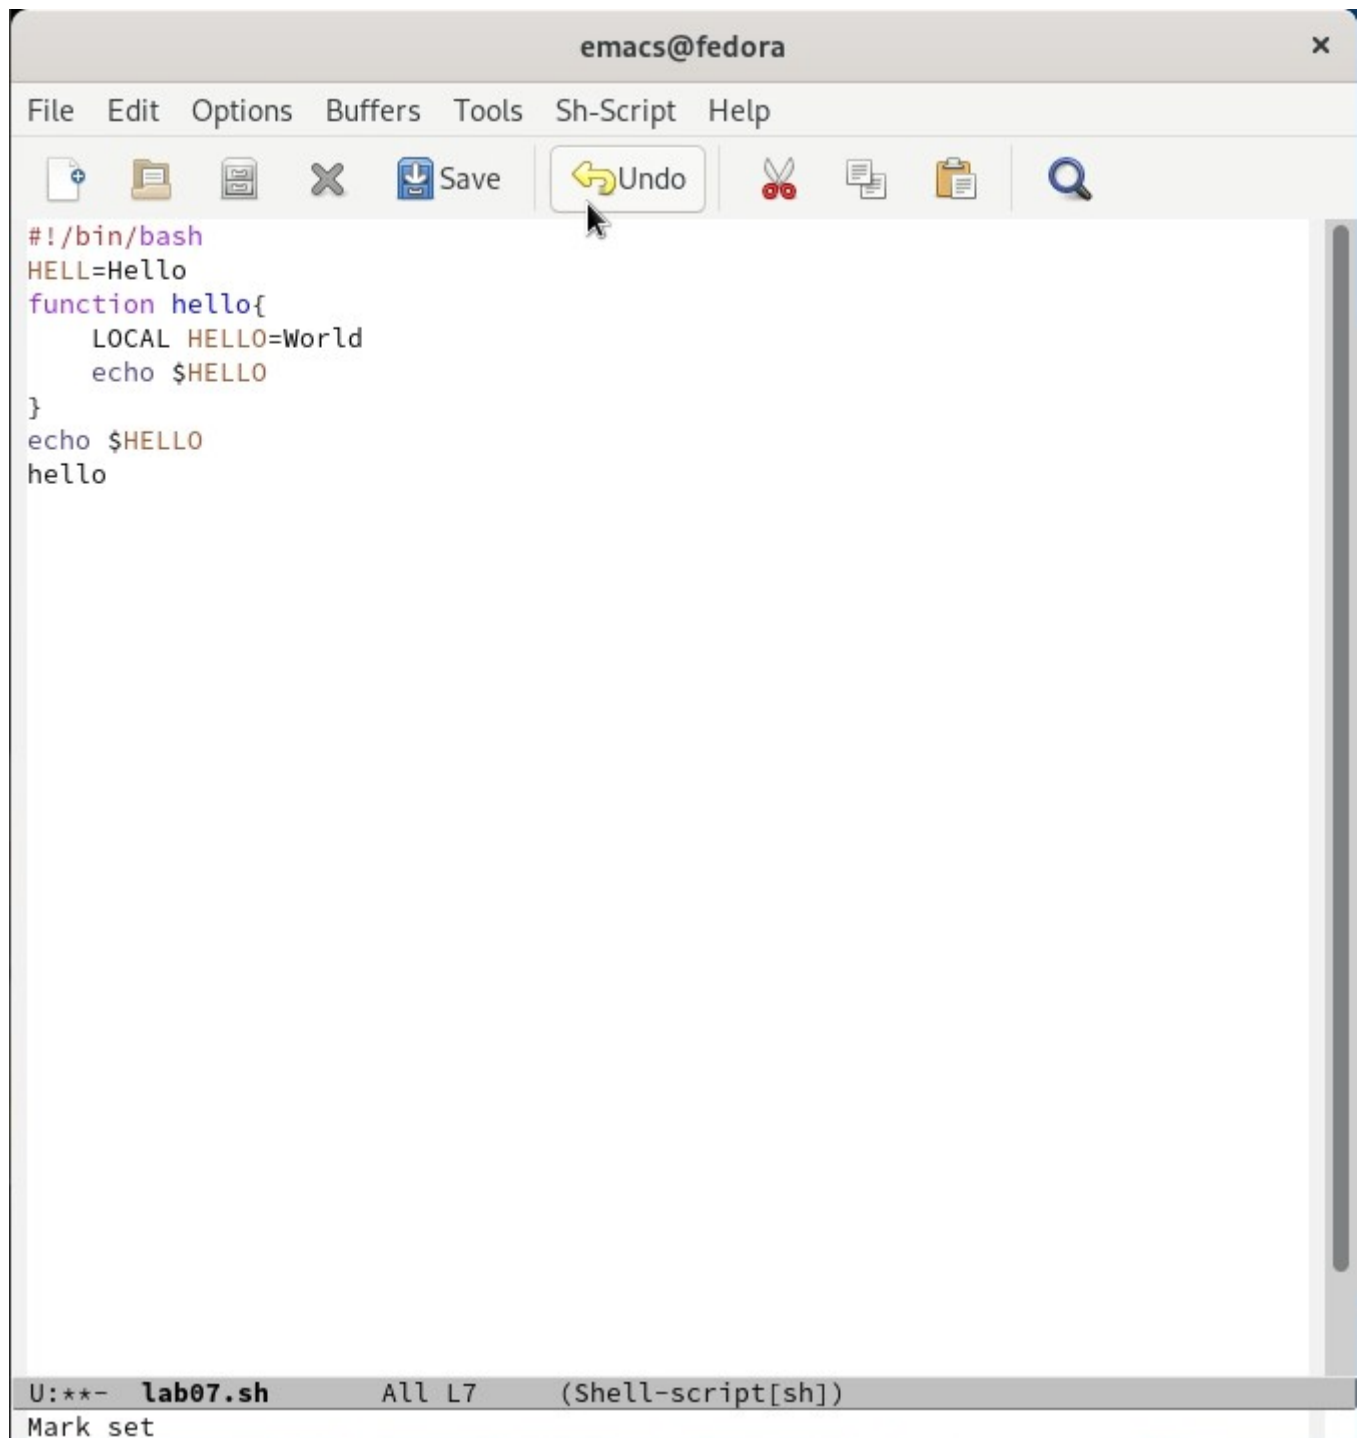 emacs@fedora
File Edit Options Buffers Tools Sh-Script Help
Save Undo
#!/bin/bash
HELL=Hello
function hello{
    LOCAL HELLO=World
    echo $HELLO
}
echo $HELLO
hello
U:**-  lab07.sh       All L7     (Shell-script[sh])
Mark set